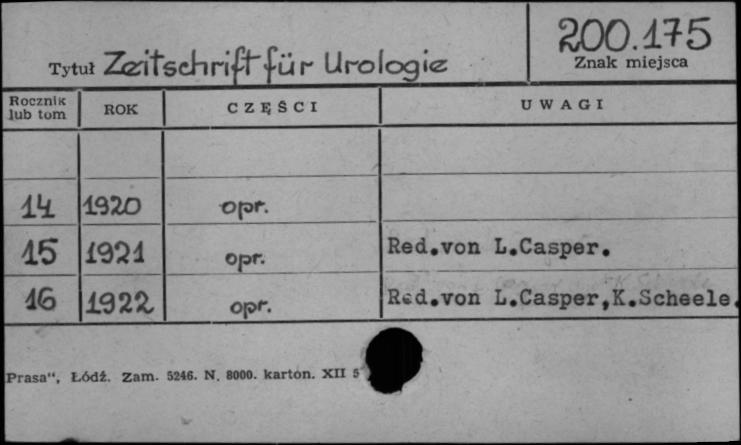 200.175
Tytuł Zeitschrift für Urologie
Znak miejsca
Rocznik lub tom ROK CZĘŚCI UWAGI
14 1920 opr.
15 1921 opr. Red.von L.Casper.
16 1922 opr. Red.von L.Casper,K.Scheele.
Prasa", Łódź. Zam. 5246. N. 8000. karton. XII 5